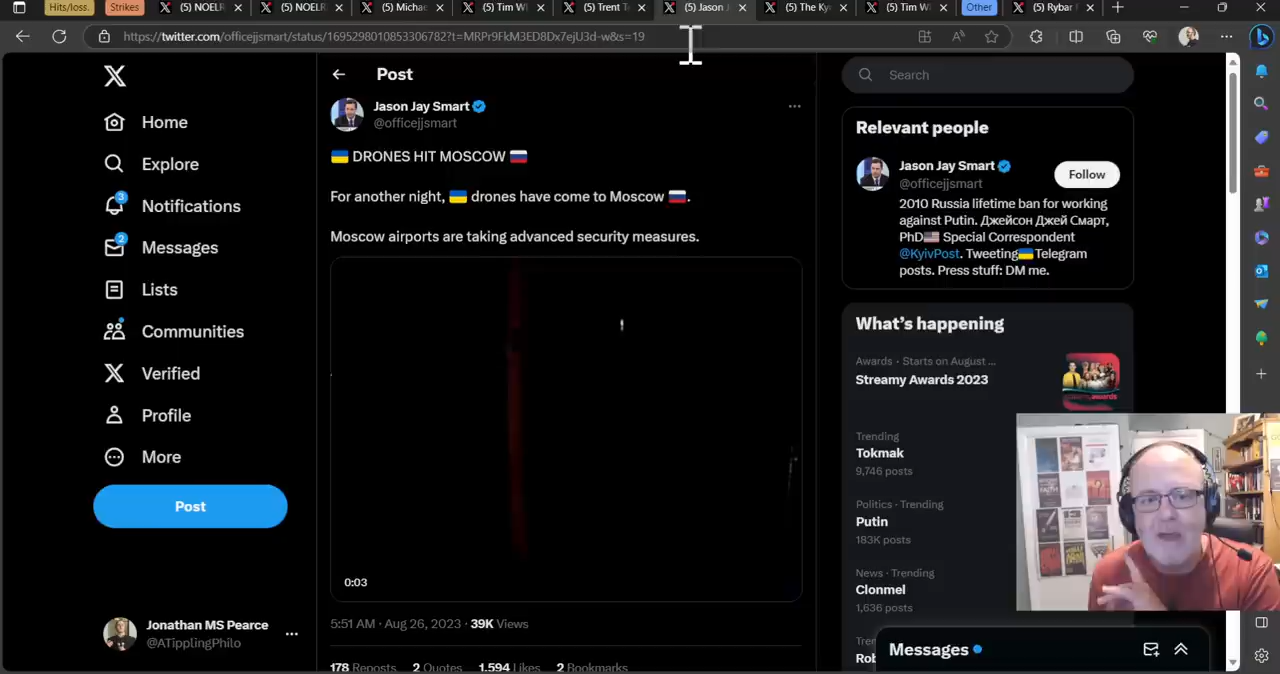 Hits/loss.
Strikes
(5) NOELR
(5) NOELR
(5) Michae
(5) Tim W
(5) Trent T
(5) Jason J
(5) The Ky
(5) Tim W
Other
(5) Rybar
https://twitter.com/officejjsmart/status/1695298010853306782?t=MRPr9FkM3ED8Dx7ejU3d-w&s=19
Home
Explore
3
Notifications
2
Messages
Lists
Communities
Verified
Profile
More
Post
Jonathan MS Pearce
@ATipplingPhilo
Post
Jason Jay Smart
@officejjsmart
🇺🇦 DRONES HIT MOSCOW 🇷🇺
For another night, 🇺🇦 drones have come to Moscow 🇷🇺.
Moscow airports are taking advanced security measures.
0:03
5:51 AM · Aug 26, 2023 · 39K Views
178 Reposts 2 Quotes 1,594 Likes 2 Bookmarks
Search
Relevant people
Jason Jay Smart
@officejjsmart
Follow
2010 Russia lifetime ban for working
against Putin. Джейсон Джей Смарт,
PhD🇺🇸 Special Correspondent
@KyivPost. Tweeting🇺🇦Telegram
posts. Press stuff: DM me.
What's happening
Awards · Starts on August ...
Streamy Awards 2023
Trending
Tokmak
9,746 posts
Politics · Trending
Putin
183K posts
News · Trending
Clonmel
1,636 posts
Messages